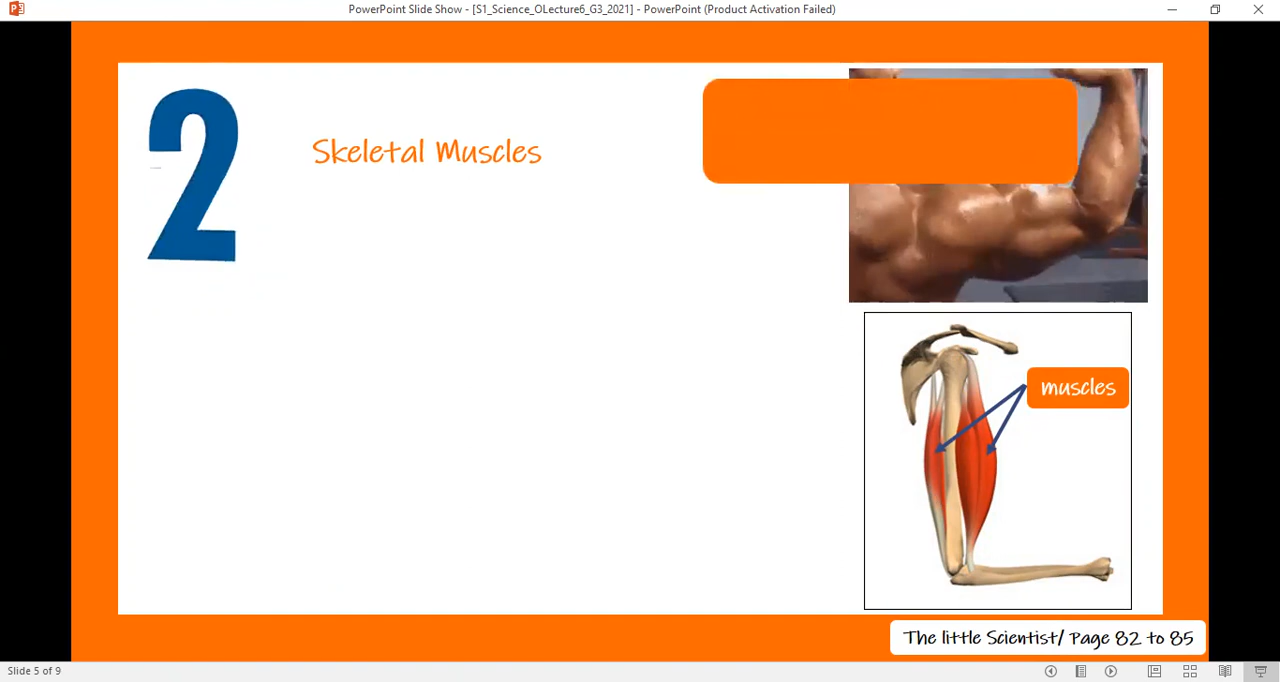 PowerPoint Slide Show - [S1_Science_OLecture6_G3_2021] - PowerPoint (Product Activation Failed)
2
Skeletal Muscles
muscles
The little Scientist/ Page 82 to 85
Slide 5 of 9